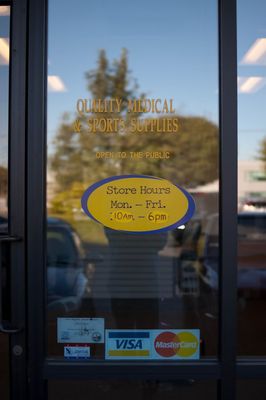 QUALITY MEDICAL
& SPORTS SUPPLIES
OPEN TO THE PUBLIC
Store Hours
Mon. – Fri.
10am – 6pm
VISA
MasterCard